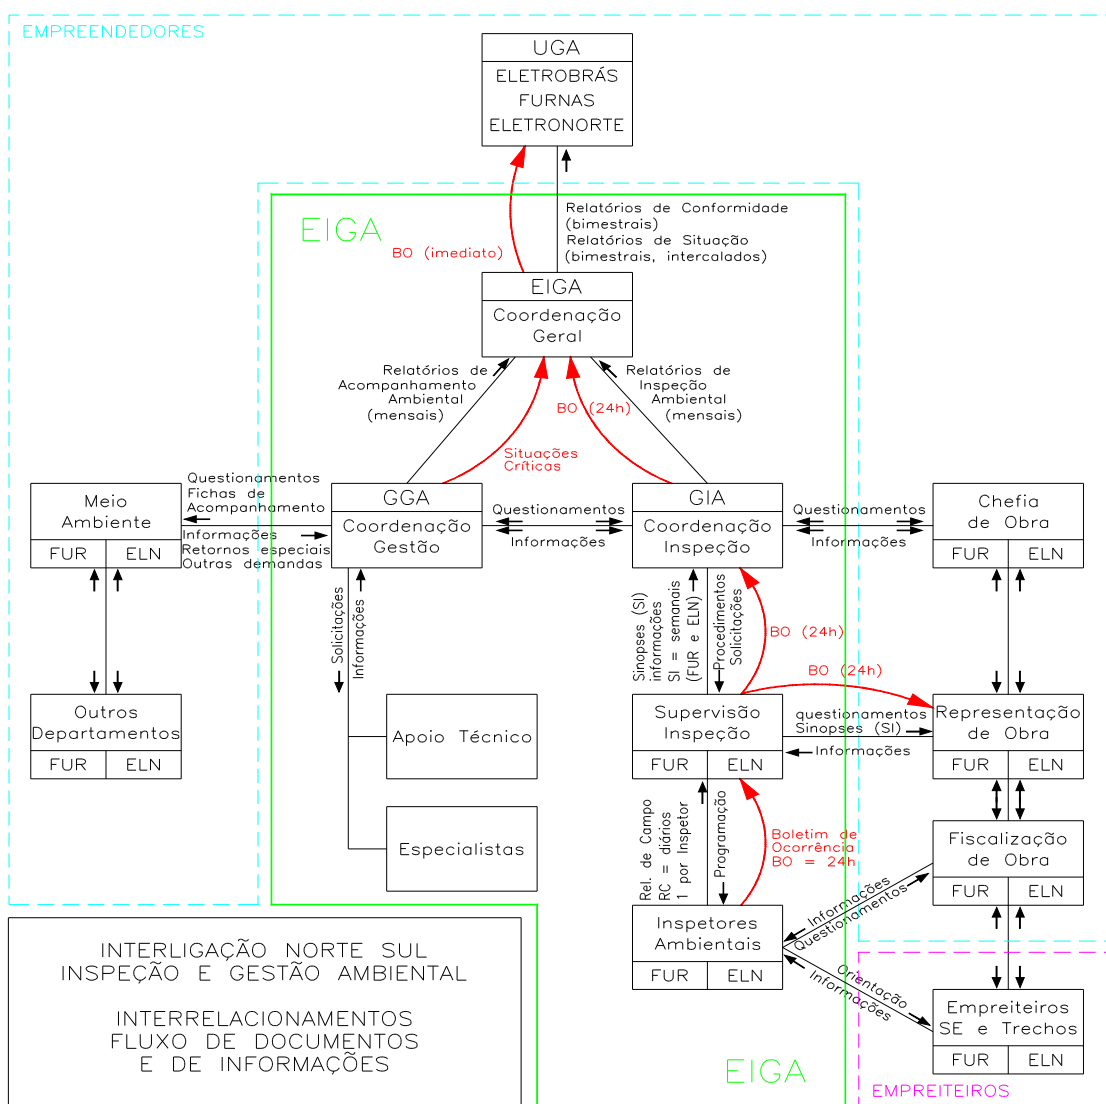 EMPREENDEDORES
UGA
ELETROBRÁS
FURNAS
ELETRONORTE
EIGA
Relatórios de Conformidade
(bimestrais)
Relatórios de Situação
(bimestrais, intercalados)
BO (imediato)
EIGA
Coordenação
Geral
Relatórios de
Acompanhamento
Ambiental
(mensais)
BO (24h)
Relatórios de
Inspeção
Ambiental
(mensais)
Situações
Críticas
Meio
Ambiente
FUR
ELN
Questionamentos
Fichas de
Acompanhamento
Informações
Retornos especiais
Outras demandas
GGA
Coordenação
Gestão
Questionamentos
Informações
GIA
Coordenação
Inspeção
Questionamentos
Informações
Chefia
de Obra
FUR
ELN
Solicitações
Informações
Sinopses (SI)
informações
SI = semanais
(FUR e ELN)
Procedimentos
Solicitações
BO (24h)
BO (24h)
Outros
Departamentos
FUR
ELN
Apoio Técnico
Supervisão
Inspeção
FUR
ELN
questionamentos
Sinopses (SI)
Informações
Representação
de Obra
FUR
ELN
Especialistas
Rel. de Campo
RC = diários
1 por Inspetor
Programação
Boletim de
Ocorrência
BO = 24h
Fiscalização
de Obra
FUR
ELN
Informações
Questionamentos
Inspetores
Ambientais
FUR
ELN
Orientação
Informações
Empreiteiros
SE e Trechos
FUR
ELN
INTERLIGAÇÃO NORTE SUL
INSPEÇÃO E GESTÃO AMBIENTAL
INTERRELACIONAMENTOS
FLUXO DE DOCUMENTOS
E DE INFORMAÇÕES
EIGA
EMPREITEIROS